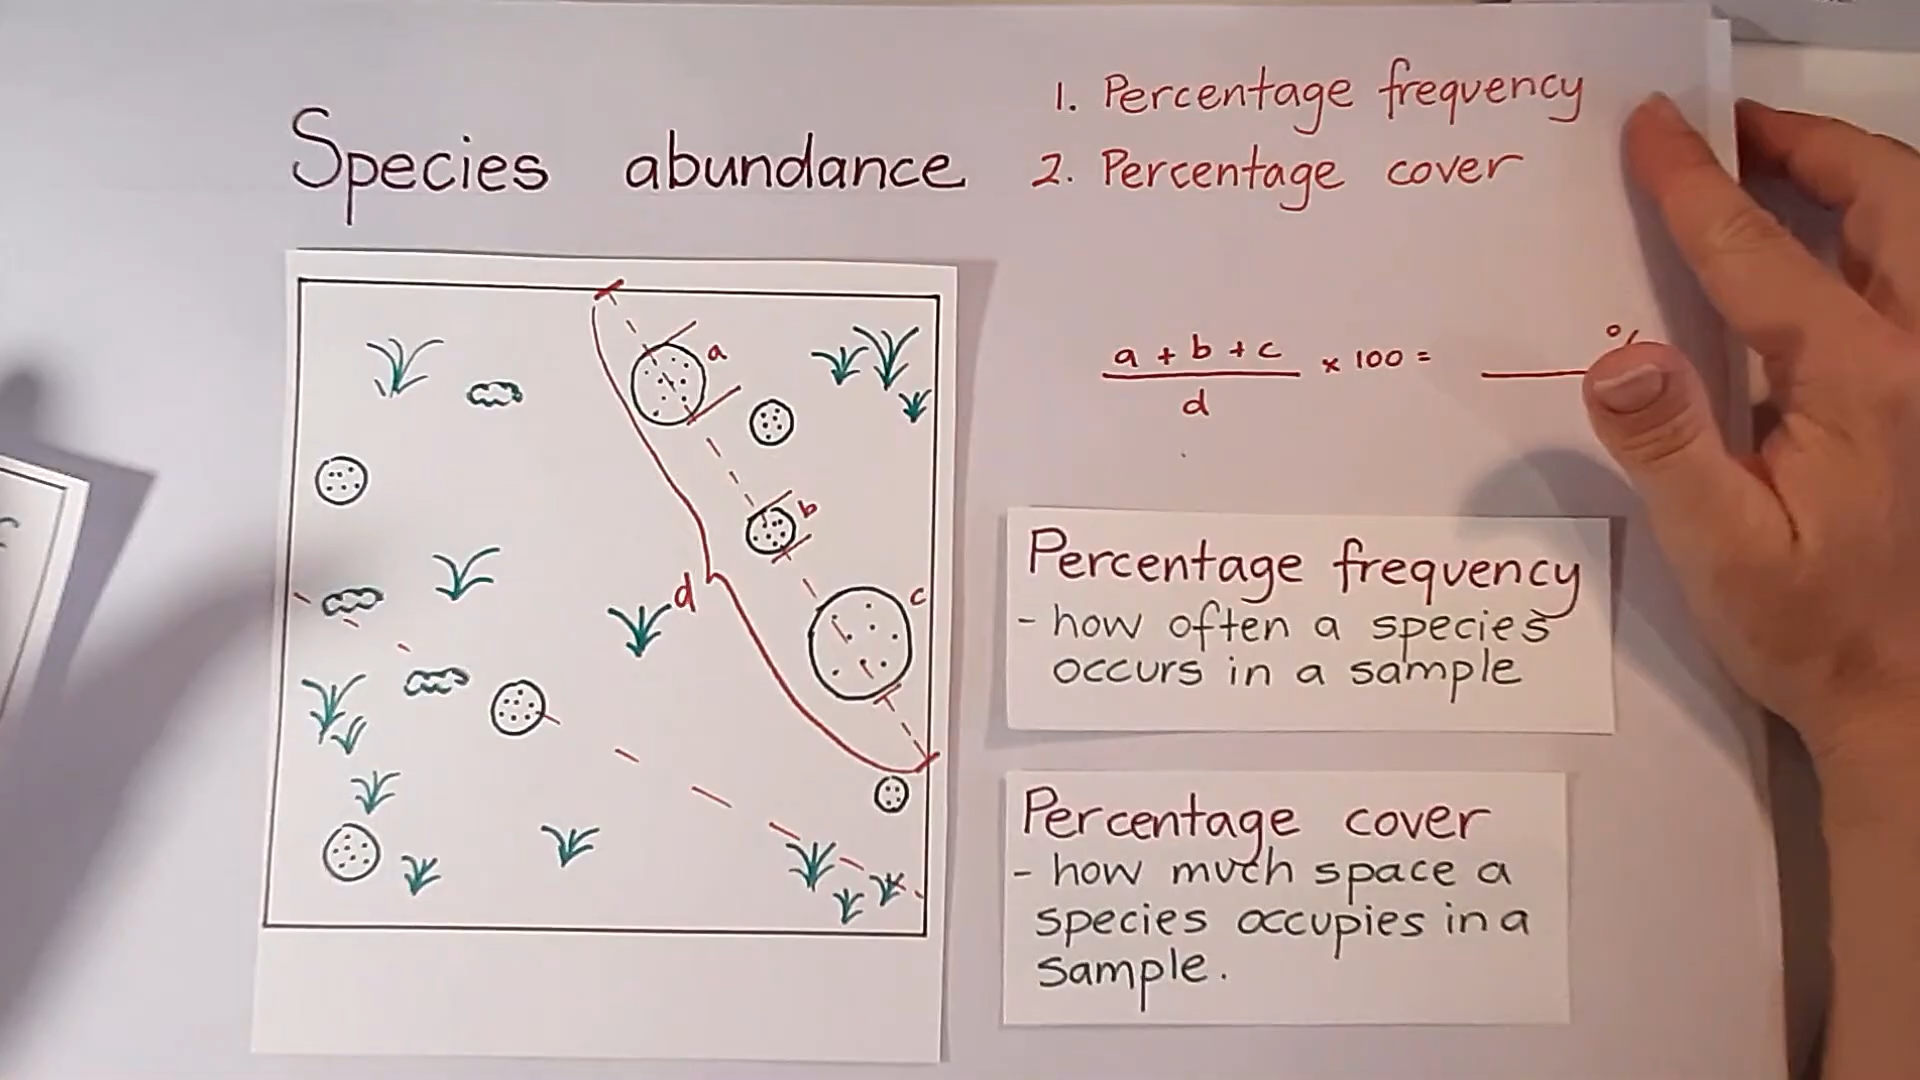 Species abundance
1. Percentage frequency
2. Percentage cover
a
b
c
d
a + b + c
d
x 100 =
%
Percentage frequency
- how often a species
occurs in a sample
Percentage cover
- how much space a
species occupies in a
sample.